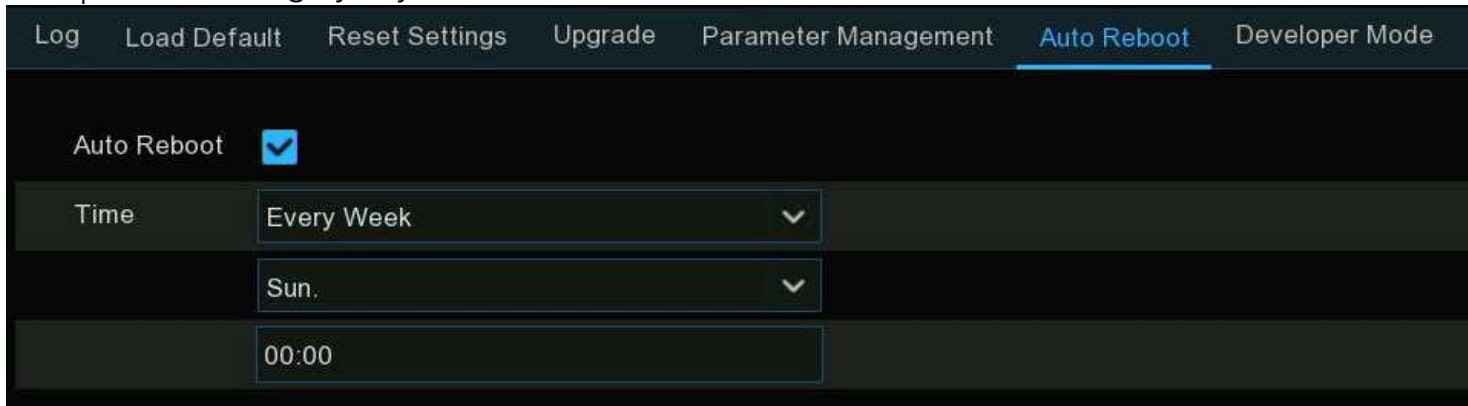 Log Load Default Reset Settings Upgrade Parameter Management Auto Reboot Developer Mode
Auto Reboot
Time Every Week
Sun.
00:00